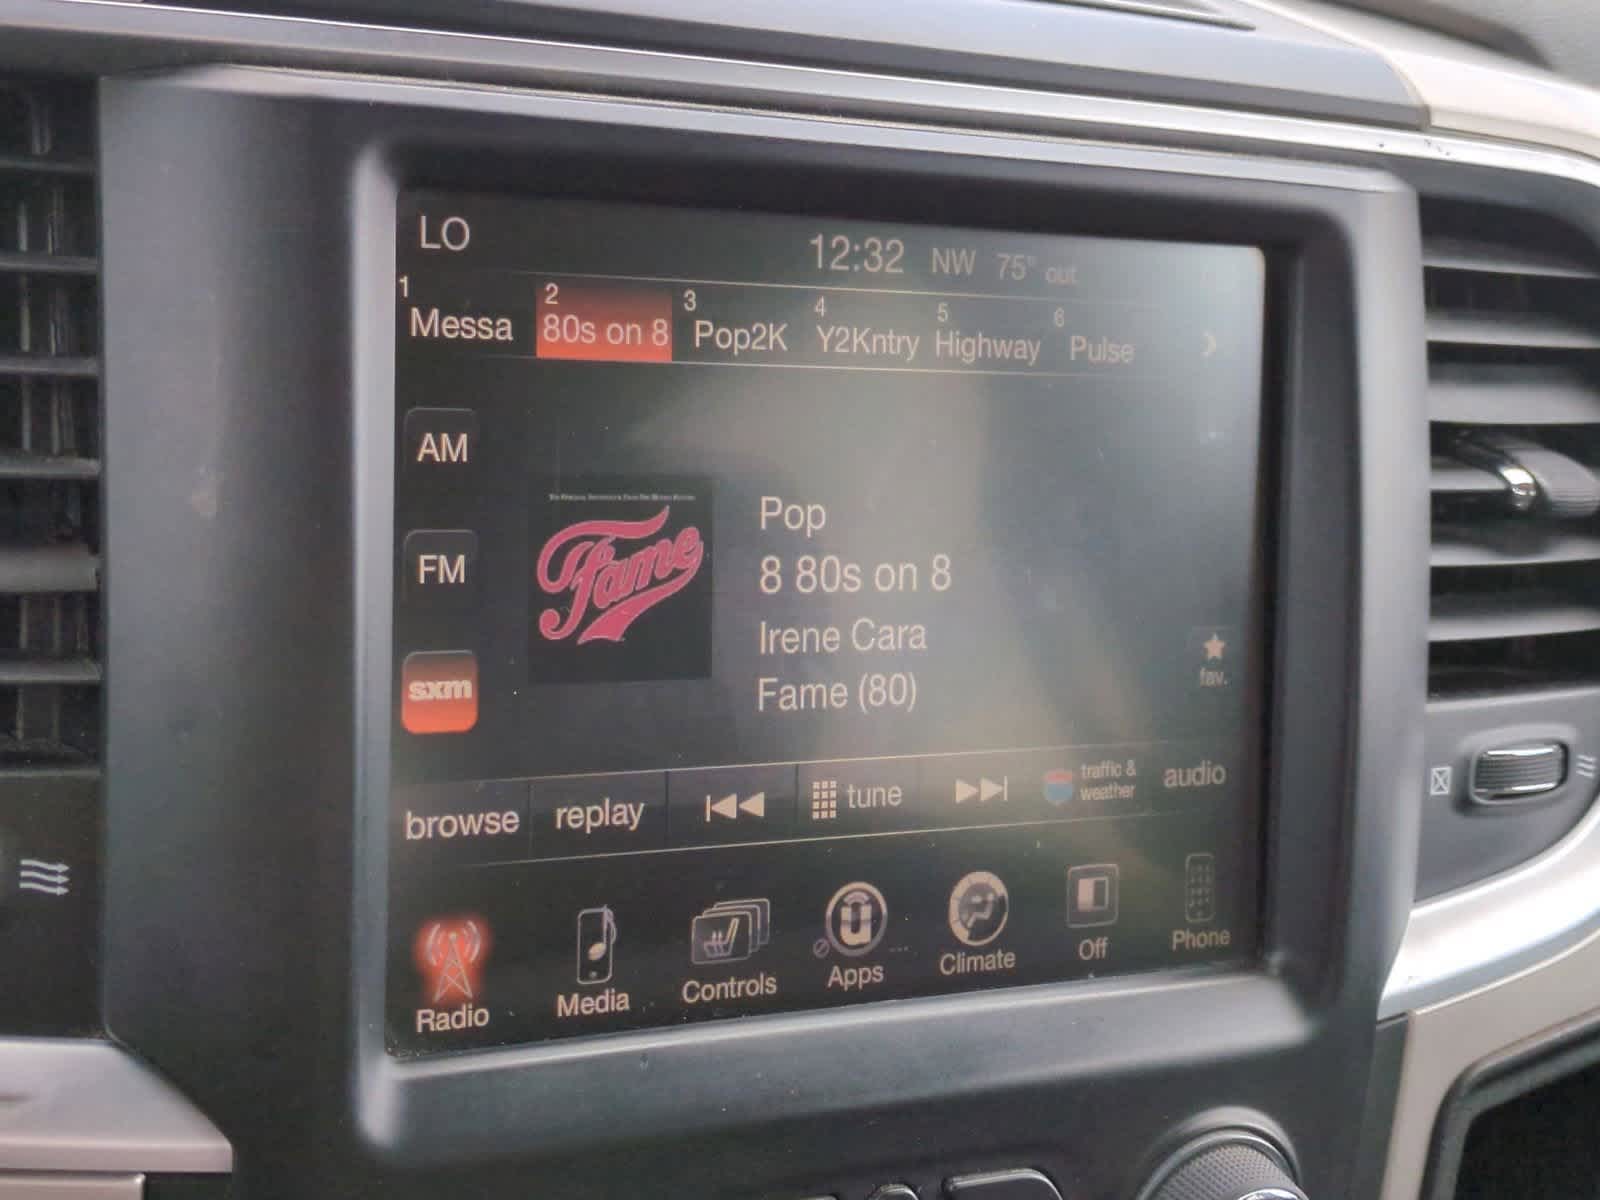 LO
12:32 NW 75° out
1 Messa
2 80s on 8
3 Pop2K
4 Y2Kntry
5 Highway
6 Pulse
AM
FM
sxm
Fame
Pop
8 80s on 8
Irene Cara
Fame (80)
fav.
browse
replay
tune
traffic &
weather
audio
Radio
Media
Controls
Apps
Climate
Off
Phone